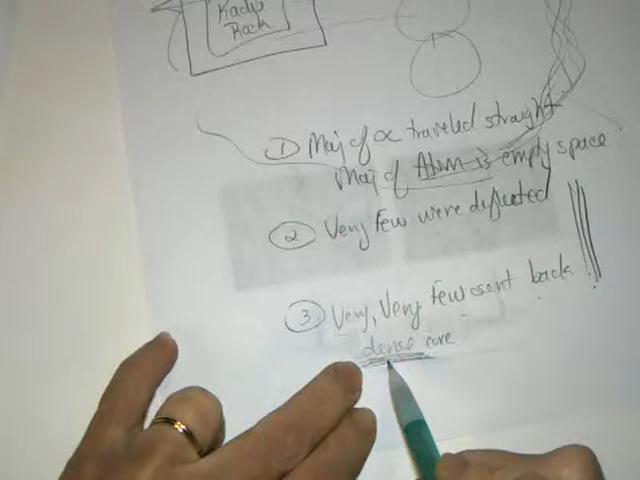 Radio
Rock
① Maj of α traveled straight
Maj of Atom is empty space
② Very few were deflected
③ Very, Very few sent back
dense core